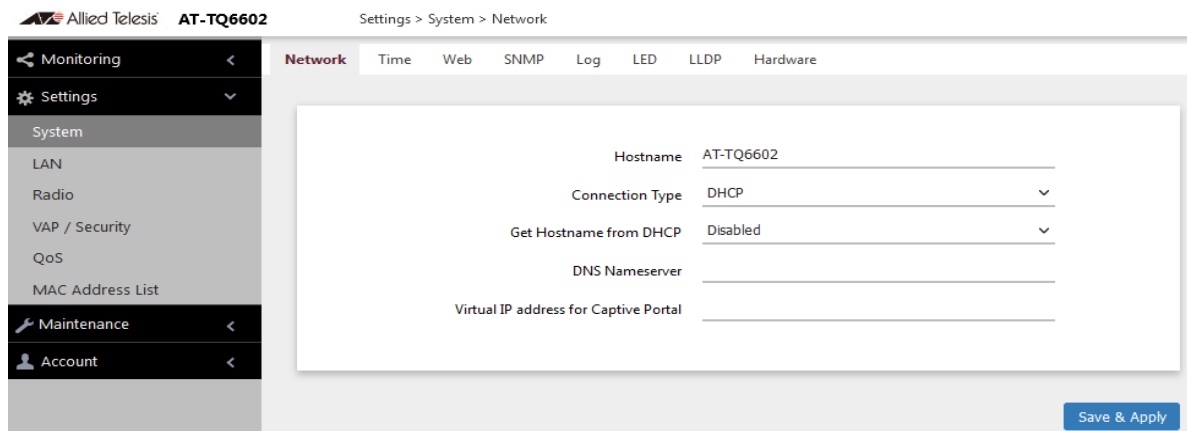 Allied Telesis AT-TQ6602 Settings > System > Network
Monitoring
Settings
System
LAN
Radio
VAP / Security
QoS
MAC Address List
Maintenance
Account
Network Time Web SNMP Log LED LLDP Hardware
Hostname AT-TQ6602
Connection Type DHCP
Get Hostname from DHCP Disabled
DNS Nameserver
Virtual IP address for Captive Portal
Save & Apply